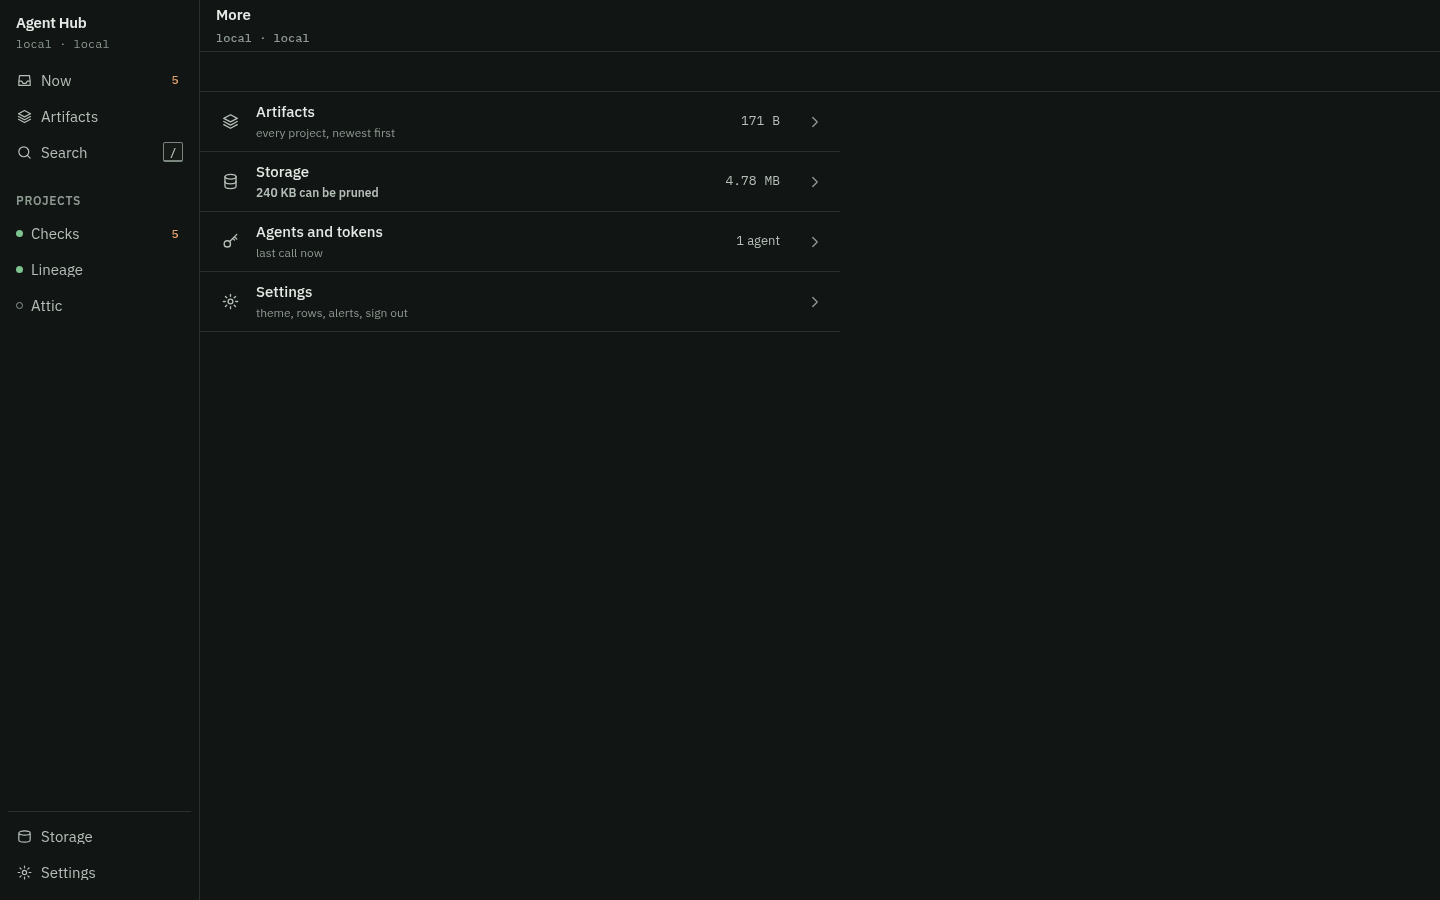 Agent Hub
local · local
Now 5
Artifacts
Search /
PROJECTS
Checks 5
Lineage
Attic
Storage
Settings
More
local · local
Artifacts
every project, newest first
171 B
Storage
240 KB can be pruned
4.78 MB
Agents and tokens
last call now
1 agent
Settings
theme, rows, alerts, sign out